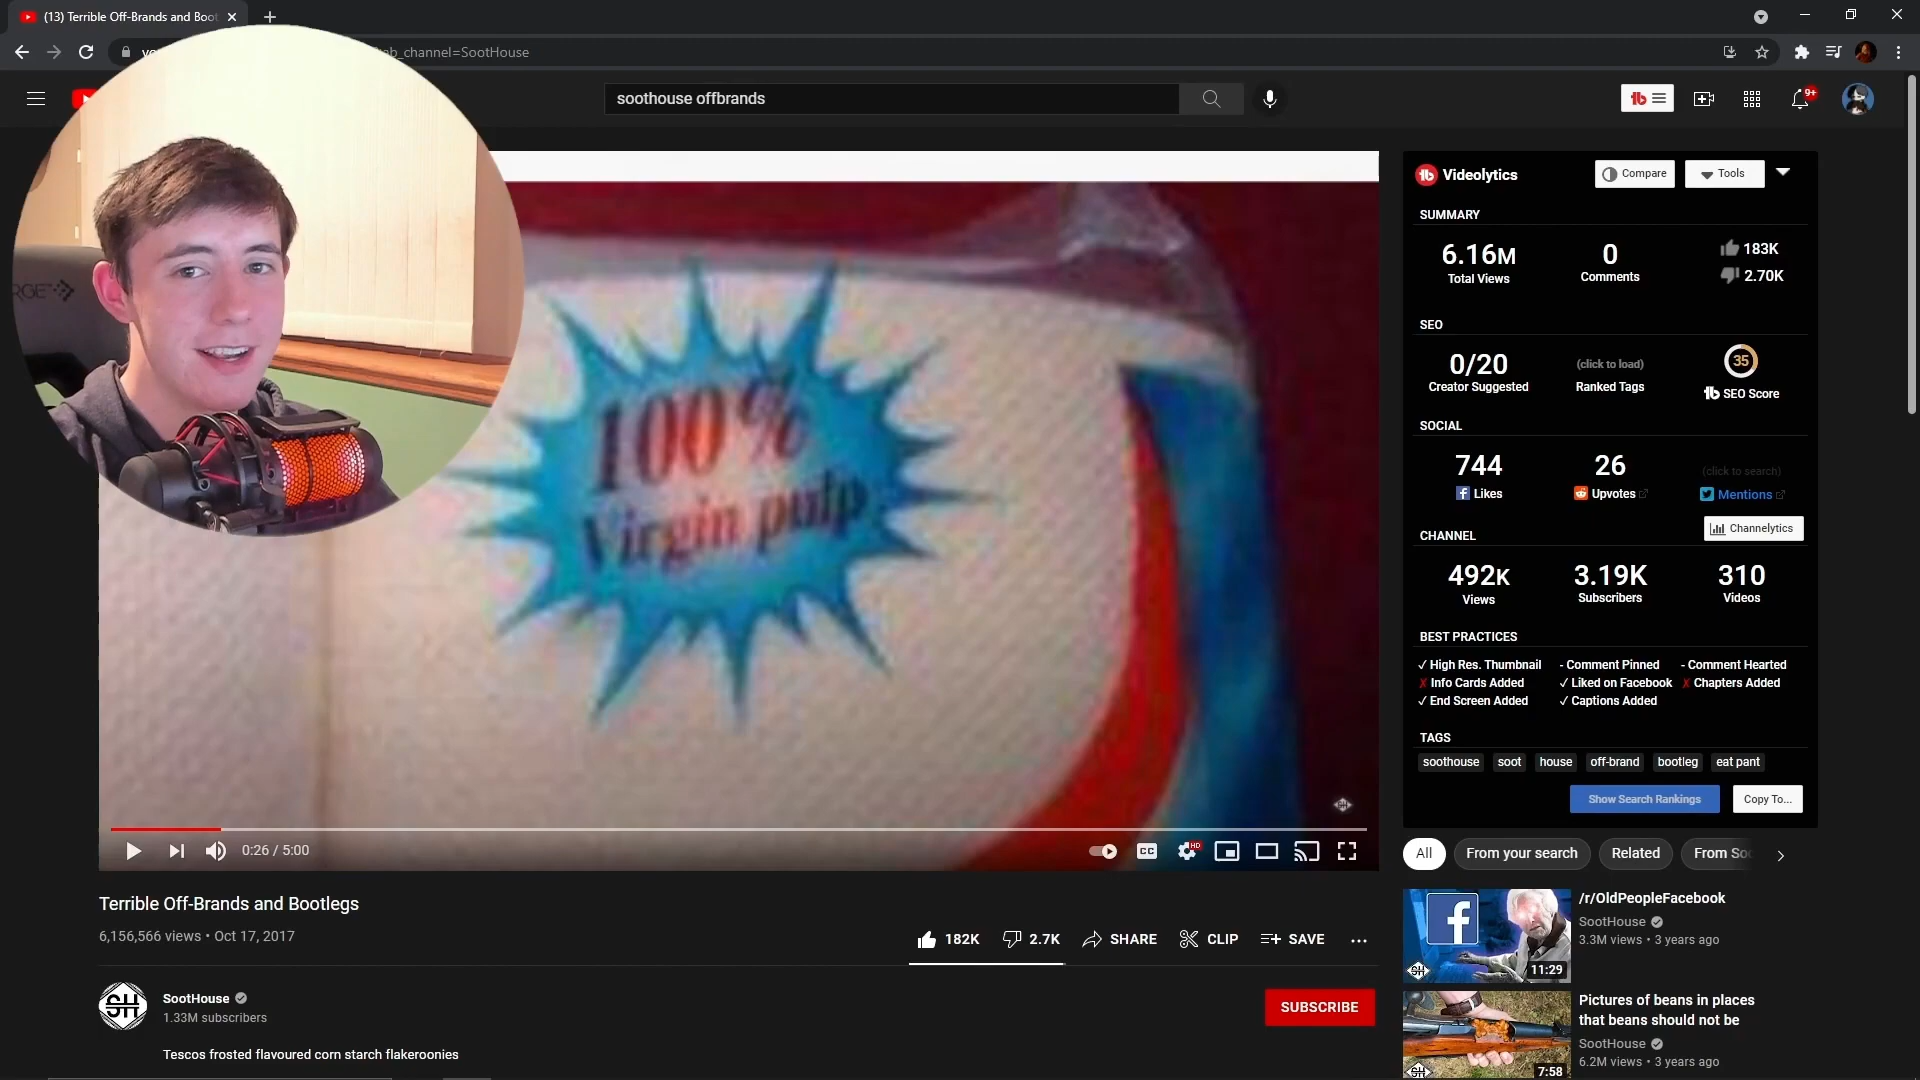 (13) Terrible Off-Brands and Boot
ab_channel=SootHouse
soothouse offbrands
9+
RGE
100%
Virgin pulp
Videolytics
Compare
Tools
SUMMARY
6.16M
Total Views
0
Comments
183K
2.70K
SEO
0/20
Creator Suggested
(click to load)
Ranked Tags
35
SEO Score
SOCIAL
744
Likes
26
Upvotes
(click to search)
Mentions
CHANNEL
Channelytics
492K
Views
3.19K
Subscribers
310
Videos
BEST PRACTICES
✓ High Res. Thumbnail - Comment Pinned - Comment Hearted
✗ Info Cards Added ✓ Liked on Facebook ✗ Chapters Added
✓ End Screen Added ✓ Captions Added
TAGS
soothouse soot house off-brand bootleg eat pant
Show Search Rankings
Copy To...
0:26 / 5:00
CC
HD
All
From your search
Related
Terrible Off-Brands and Bootlegs
6,156,566 views • Oct 17, 2017
182K
2.7K
SHARE
CLIP
SAVE
SH
SootHouse
1.33M subscribers
SUBSCRIBE
Tescos frosted flavoured corn starch flakeroonies
/r/OldPeopleFacebook
SootHouse
3.3M views • 3 years ago
11:29
Pictures of beans in places
that beans should not be
SootHouse
6.2M views • 3 years ago
7:58